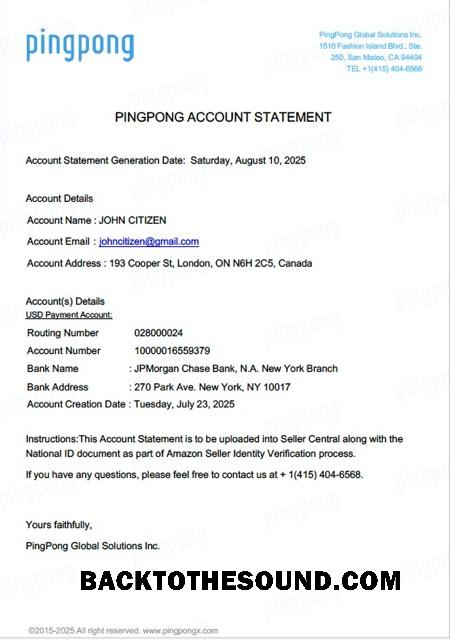 pingpong
PingPong Global Solutions Inc.
1510 Fashion Island Blvd., Ste.
250, San Mateo, CA 94404
TEL +1(415) 404-6568
PINGPONG ACCOUNT STATEMENT
Account Statement Generation Date: Saturday, August 10, 2025
Account Details
Account Name : JOHN CITIZEN
Account Email : johncitizen@gmail.com
Account Address : 193 Cooper St, London, ON N6H 2C5, Canada
Account(s) Details
USD Payment Account:
Routing Number 028000024
Account Number 10000016559379
Bank Name : JPMorgan Chase Bank, N.A. New York Branch
Bank Address : 270 Park Ave. New York, NY 10017
Account Creation Date : Tuesday, July 23, 2025
Instructions:This Account Statement is to be uploaded into Seller Central along with the
National ID document as part of Amazon Seller Identity Verification process.
If you have any questions, please feel free to contact us at + 1(415) 404-6568.
Yours faithfully,
PingPong Global Solutions Inc.
BACKTOTHESOUND.COM
©2015-2025 All right reserved. www.pingpongx.com